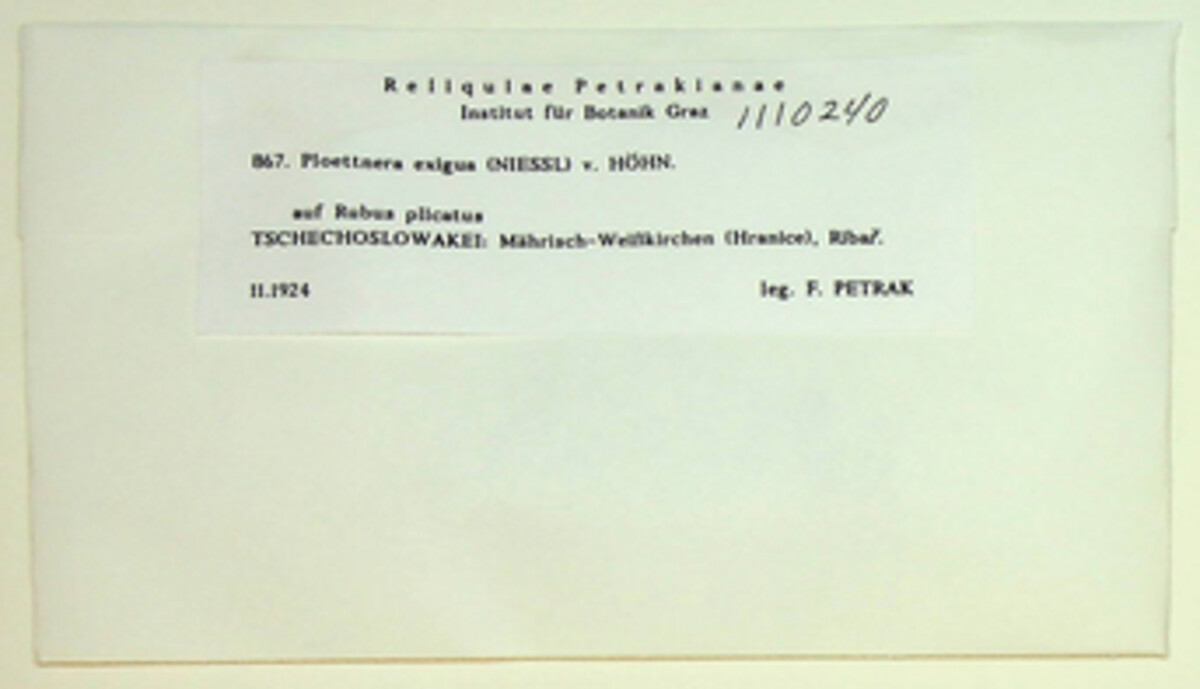 Reliquiae Petrakianae
Institut für Botanik Graz 1110240
867. Ploettnera exigua (NIESSL) v. HÖHN.
auf Rubus plicatus
TSCHECHOSLOWAKEI: Mährisch-Weißkirchen (Hranice), Ribař.
11.1924 leg. F. PETRAK